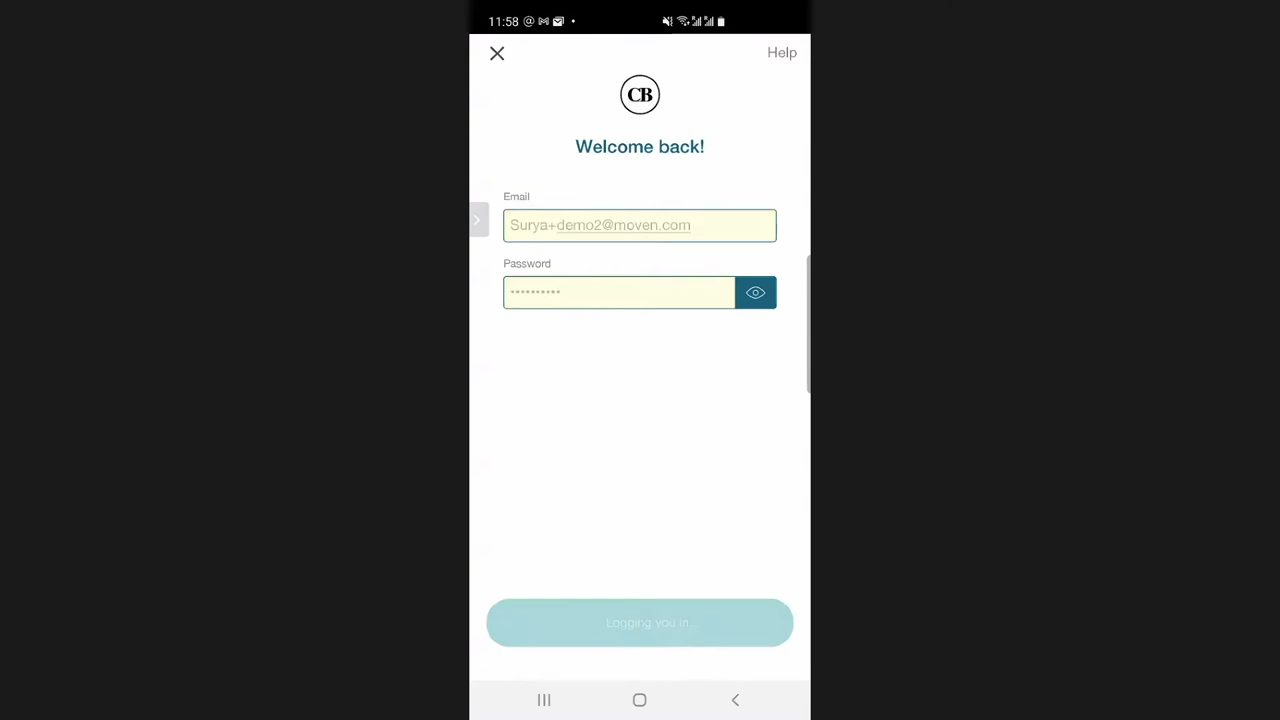 11:58
Help
CB
Welcome back!
Email
Surya+demo2@moven.com
Password
••••••••••
Logging you in...